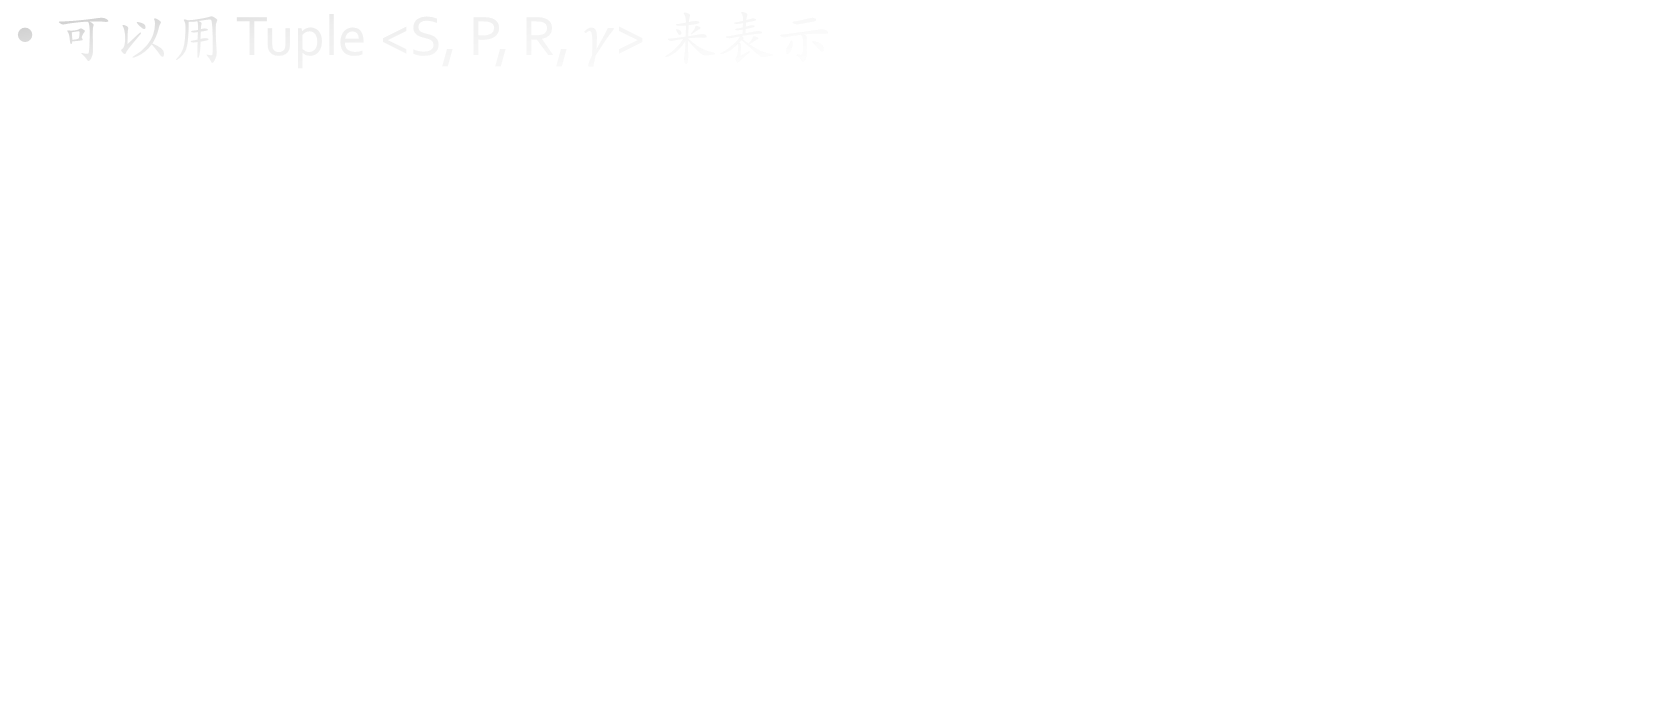 • 可以用 Tuple <S, P, R, γ> 来表示